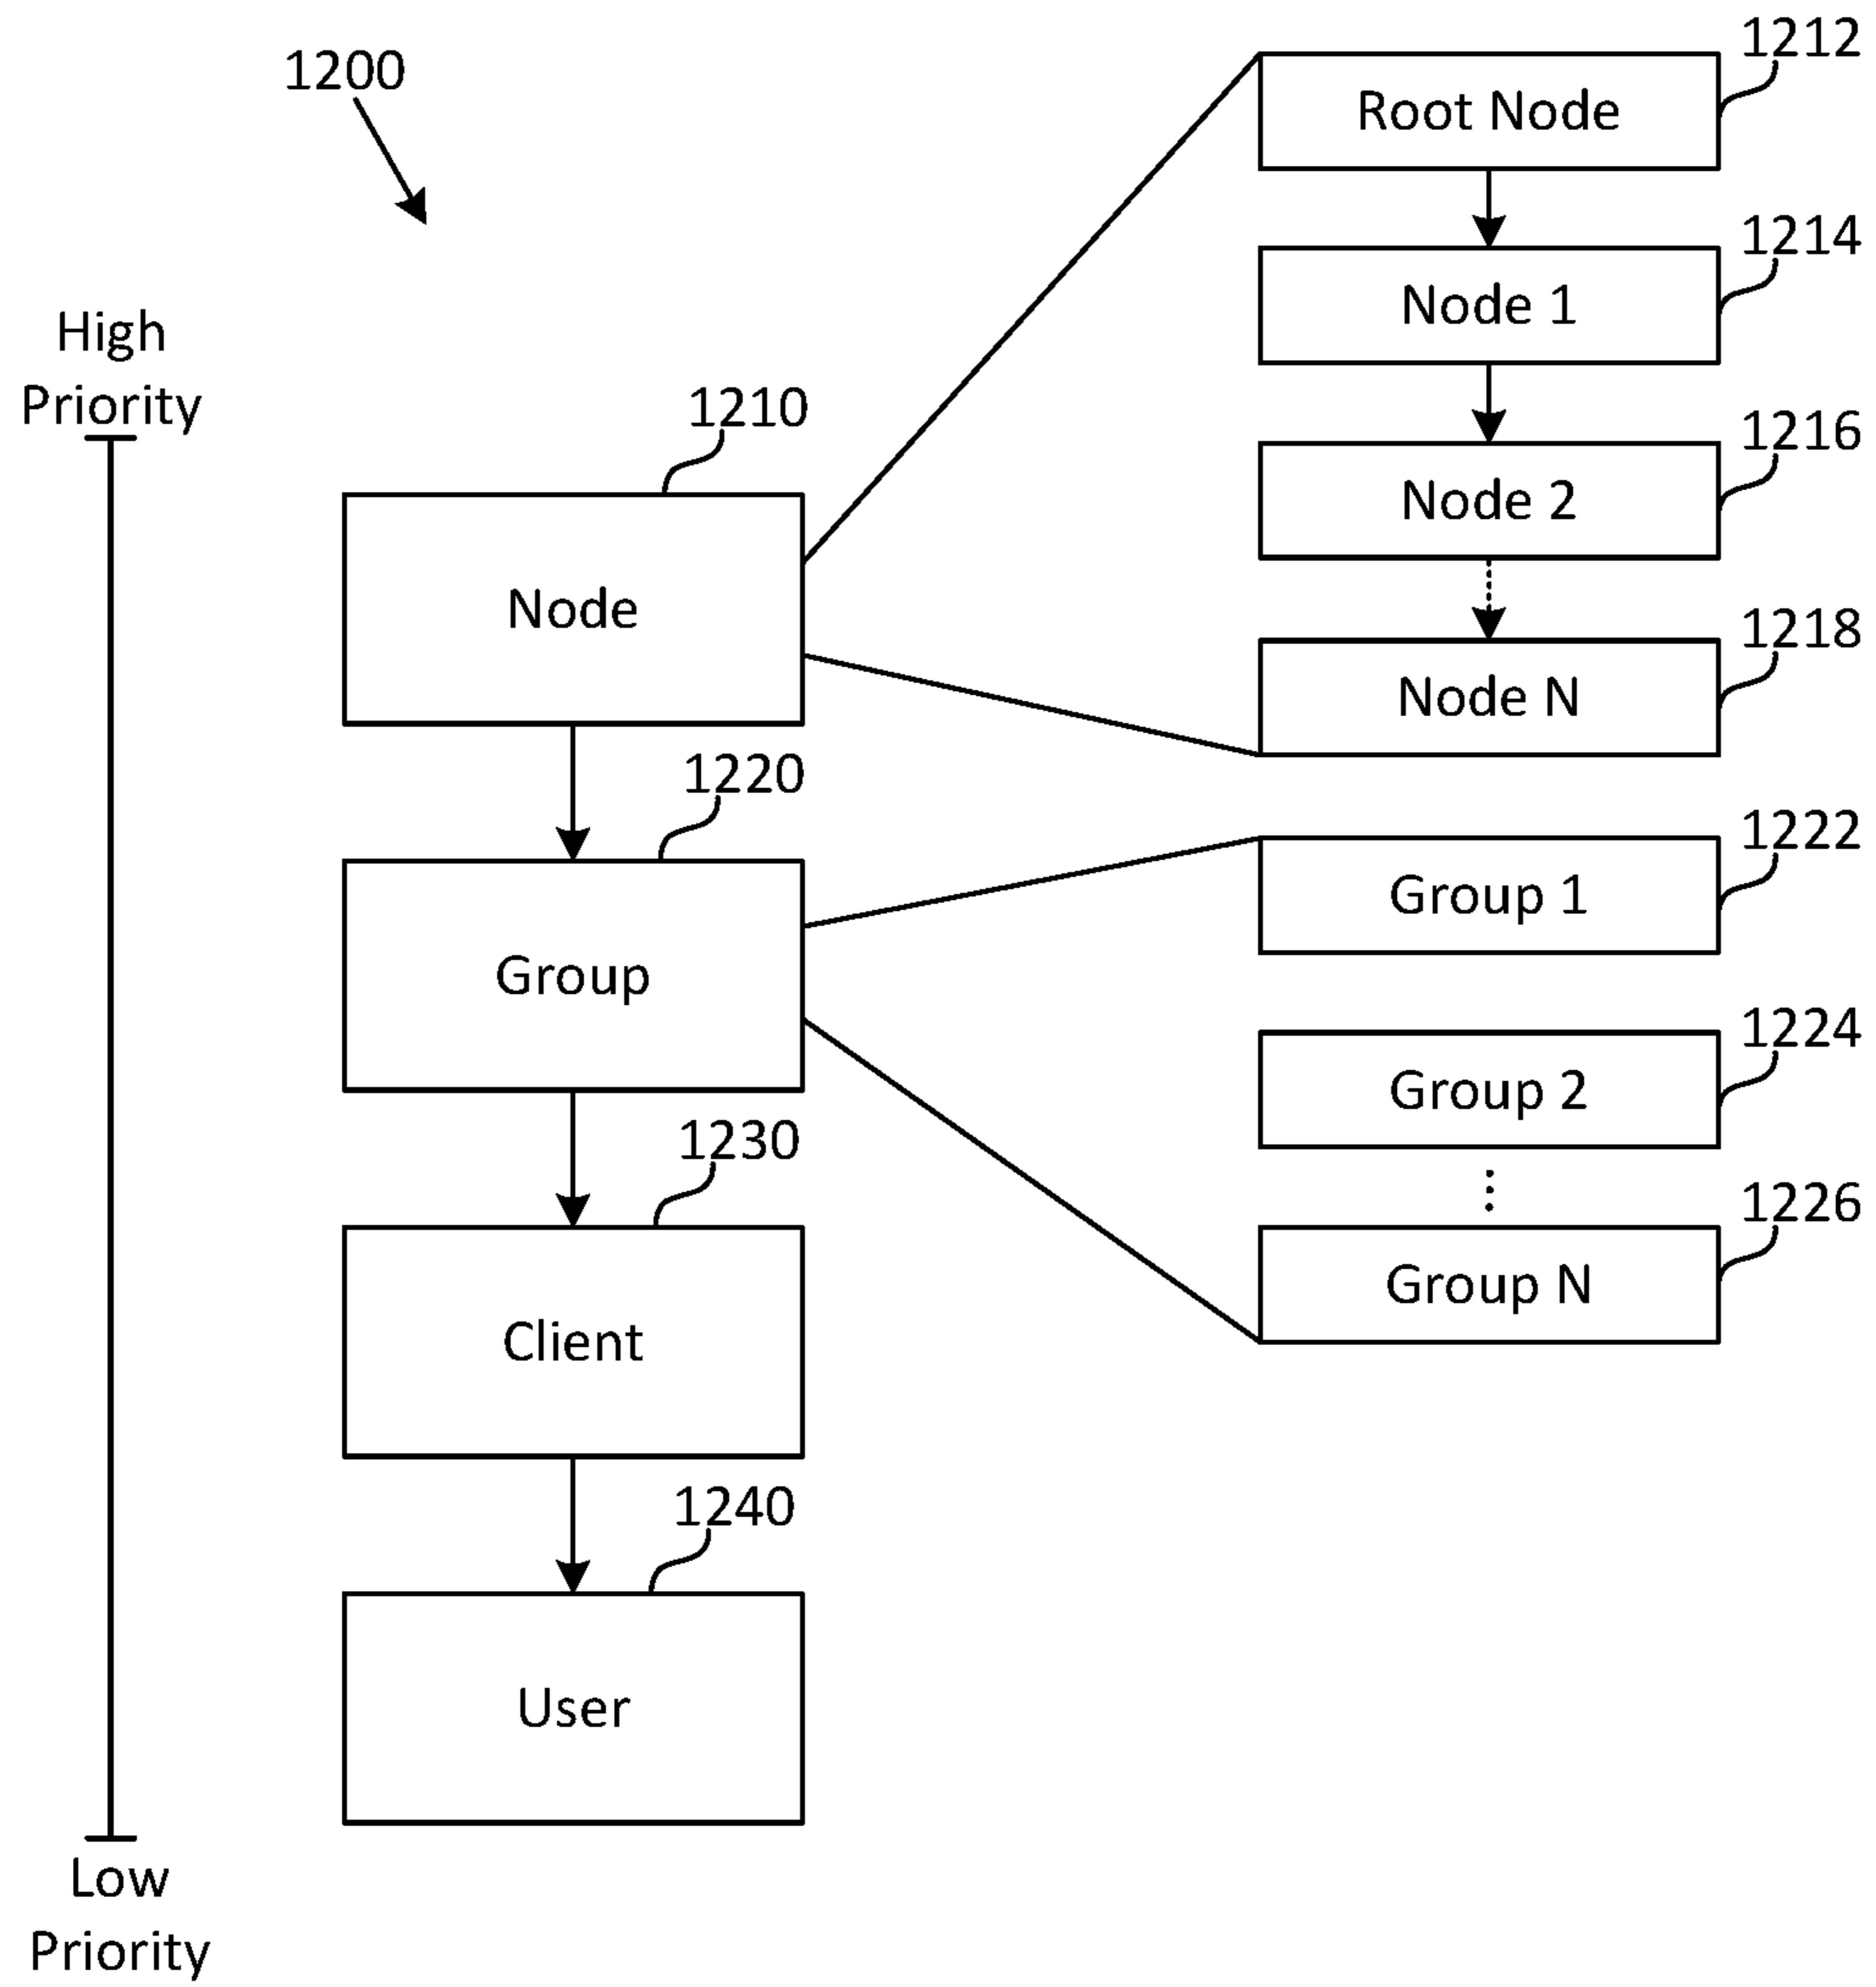 1200
High
Priority
1210
Node
1220
Group
1230
Client
1240
User
Low
Priority
1212
Root Node
1214
Node 1
1216
Node 2
1218
Node N
1222
Group 1
1224
Group 2
1226
Group N